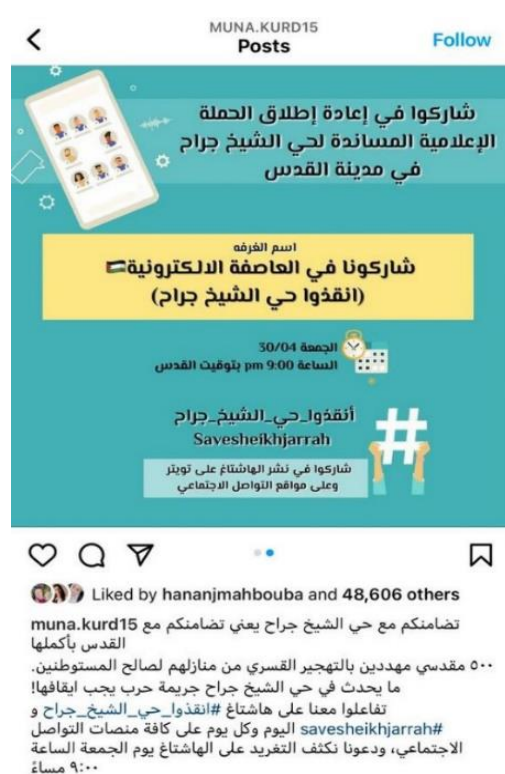 MUNA.KURD15
Posts
Follow
شاركوا في إعادة إطلاق الحملة
الإعلامية المساندة لحي الشيخ جراح
في مدينة القدس
اسم الغرفه
شاركونا في العاصفة الالكترونية🇵🇸
(انقذوا حي الشيخ جراح)
الجمعة 30/04
الساعة 9:00 pm بتوقيت القدس
#
أنقذوا_حي_الشيخ_جراح
Savesheikhjarrah
شاركوا في نشر الهاشتاغ على تويتر
وعلى مواقع التواصل الاجتماعي
Liked by hananjmahbouba and 48,606 others
muna.kurd15 تضامنكم مع حي الشيخ جراح يعني تضامنكم مع
القدس بأكملها
٥٠٠ مقدسي مهددين بالتهجير القسري من منازلهم لصالح المستوطنين.
ما يحدث في حي الشيخ جراح جريمة حرب يجب ايقافها!
تفاعلوا معنا على هاشتاغ #انقذوا_حي_الشيخ_جراح و
#savesheikhjarrah اليوم وكل يوم على كافة منصات التواصل
الاجتماعي، ودعونا نكثف التغريد على الهاشتاغ يوم الجمعة الساعة
٩:٠٠ مساءً